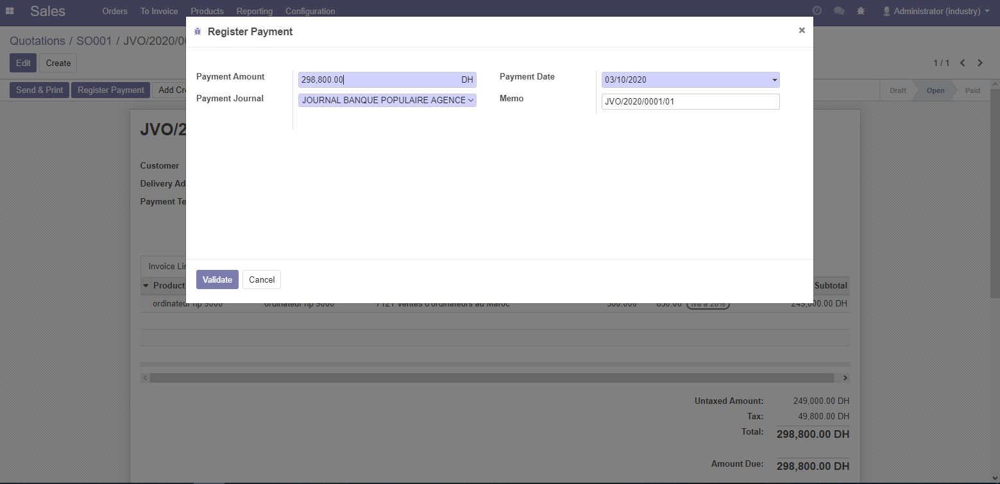 Sales Orders To Invoice Products Reporting Configuration Administrator (industry)
Quotations / SO001 / JVO/2020/00
Edit Create 1 / 1
Send & Print Register Payment Add Cr Draft Open Paid
Register Payment ×
Payment Amount 298,800.00 DH Payment Date 03/10/2020
Payment Journal JOURNAL BANQUE POPULAIRE AGENCE Memo JVO/2020/0001/01
Validate Cancel
JVO/2
Customer
Delivery Ad
Payment Te
Invoice Lin
Product Subtotal
ordinateur hp 9000 ordinateur hp 9000 7121 Ventes d'ordinateurs au Maroc 300.000 830.00 tva à 20% 249,000.00 DH
Untaxed Amount: 249,000.00 DH
Tax: 49,800.00 DH
Total: 298,800.00 DH
Amount Due: 298,800.00 DH